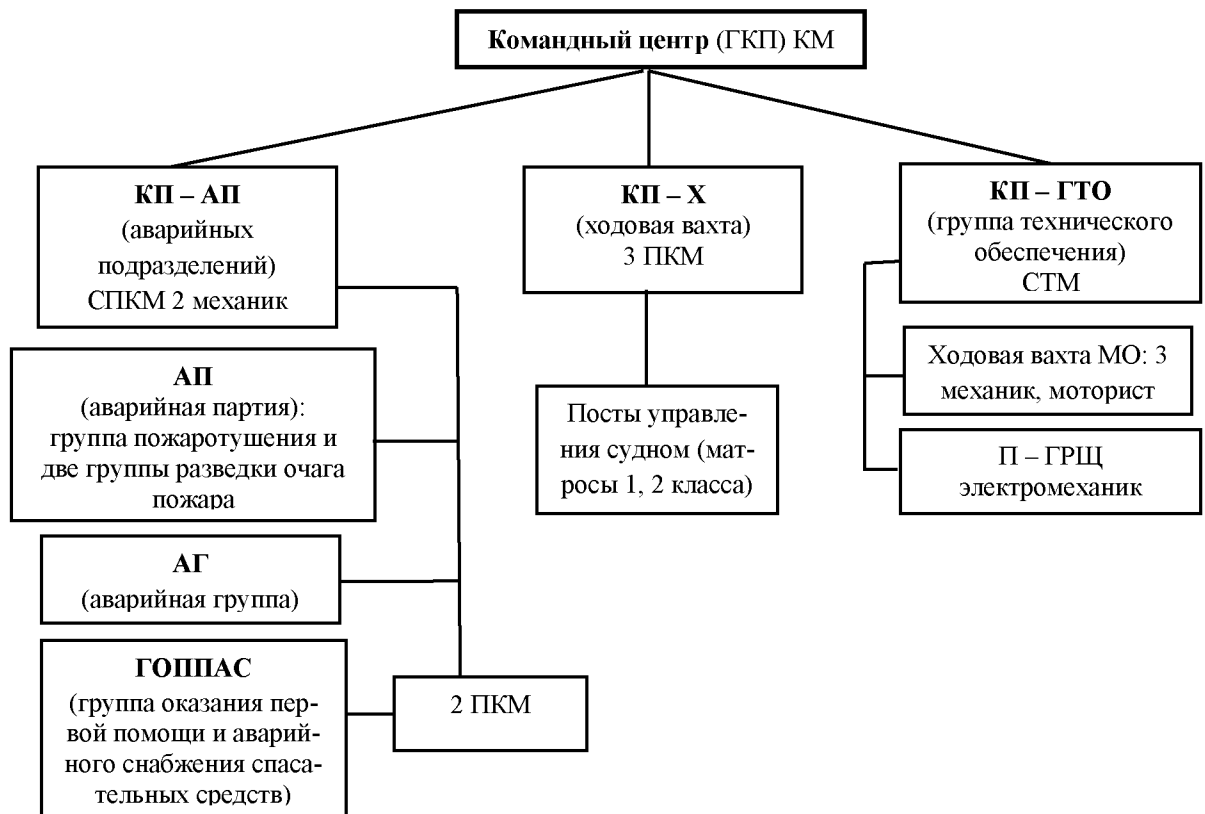 Командный центр (ГКП) КМ
КП – АП
(аварийных
подразделений)
СПКМ 2 механик
КП – Х
(ходовая вахта)
3 ПКМ
КП – ГТО
(группа технического
обеспечения)
СТМ
АП
(аварийная партия):
группа пожаротушения и
две группы разведки очага
пожара
Посты управле-
ния судном (мат-
росы 1, 2 класса)
Ходовая вахта МО: 3
механик, моторист
П – ГРЩ
электромеханик
АГ
(аварийная группа)
ГОППАС
(группа оказания пер-
вой помощи и аварий-
ного снабжения спаса-
тельных средств)
2 ПКМ